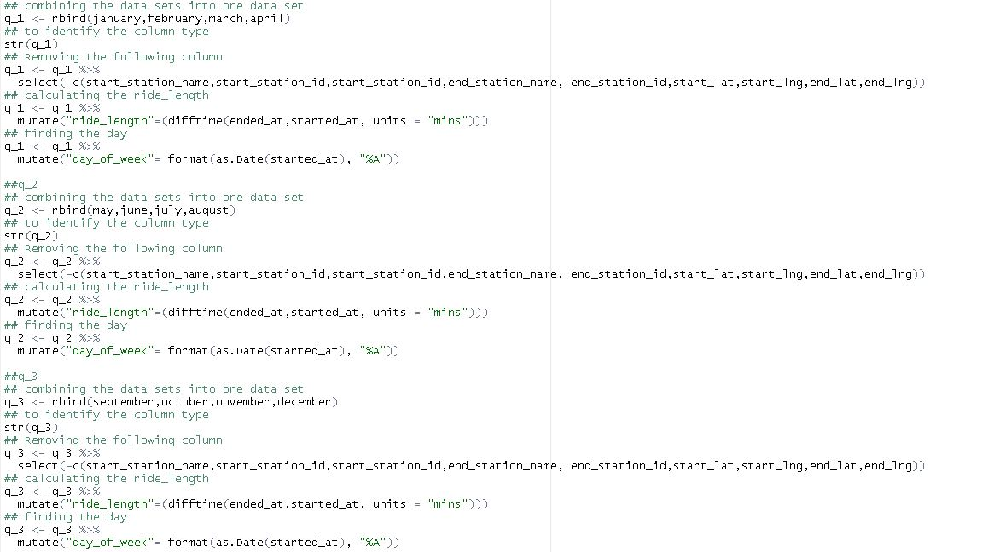 ## combining the data sets into one data set
q_1 <- rbind(january,february,march,april)
## to identify the column type
str(q_1)
## Removing the following column
q_1 <- q_1 %>%
  select(-c(start_station_name,start_station_id,start_station_id,end_station_name, end_station_id,start_lat,start_lng,end_lat,end_lng))
## calculating the ride_length
q_1 <- q_1 %>%
  mutate("ride_length"=(difftime(ended_at,started_at, units = "mins")))
## finding the day
q_1 <- q_1 %>%
  mutate("day_of_week"= format(as.Date(started_at), "%A"))

##q_2
## combining the data sets into one data set
q_2 <- rbind(may,june,july,august)
## to identify the column type
str(q_2)
## Removing the following column
q_2 <- q_2 %>%
  select(-c(start_station_name,start_station_id,start_station_id,end_station_name, end_station_id,start_lat,start_lng,end_lat,end_lng))
## calculating the ride_length
q_2 <- q_2 %>%
  mutate("ride_length"=(difftime(ended_at,started_at, units = "mins")))
## finding the day
q_2 <- q_2 %>%
  mutate("day_of_week"= format(as.Date(started_at), "%A"))

##q_3
## combining the data sets into one data set
q_3 <- rbind(september,october,november,december)
## to identify the column type
str(q_3)
## Removing the following column
q_3 <- q_3 %>%
  select(-c(start_station_name,start_station_id,start_station_id,end_station_name, end_station_id,start_lat,start_lng,end_lat,end_lng))
## calculating the ride_length
q_3 <- q_3 %>%
  mutate("ride_length"=(difftime(ended_at,started_at, units = "mins")))
## finding the day
q_3 <- q_3 %>%
  mutate("day_of_week"= format(as.Date(started_at), "%A"))